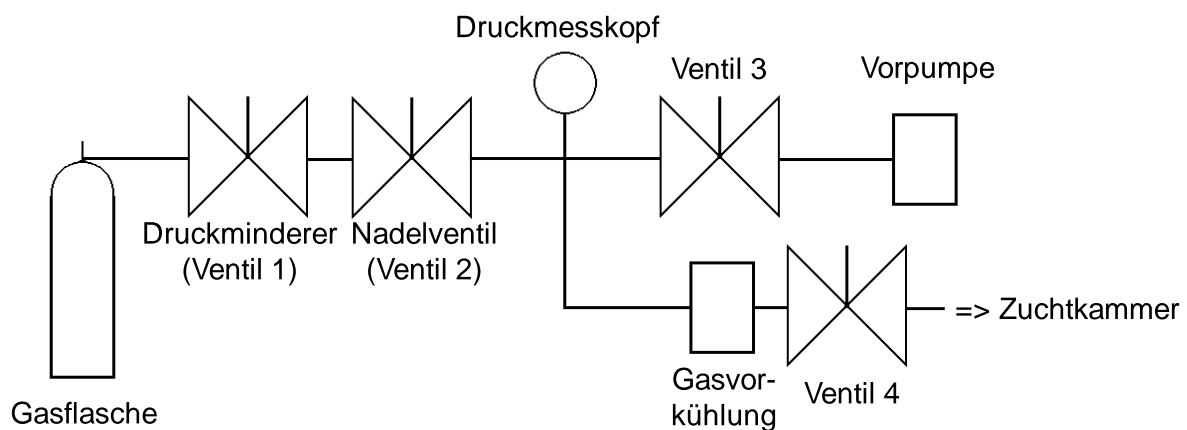 Druckmesskopf
Ventil 3
Vorpumpe
Druckminderer
(Ventil 1)
Nadelventil
(Ventil 2)
=> Zuchtkammer
Gasvor-
kühlung
Ventil 4
Gasflasche